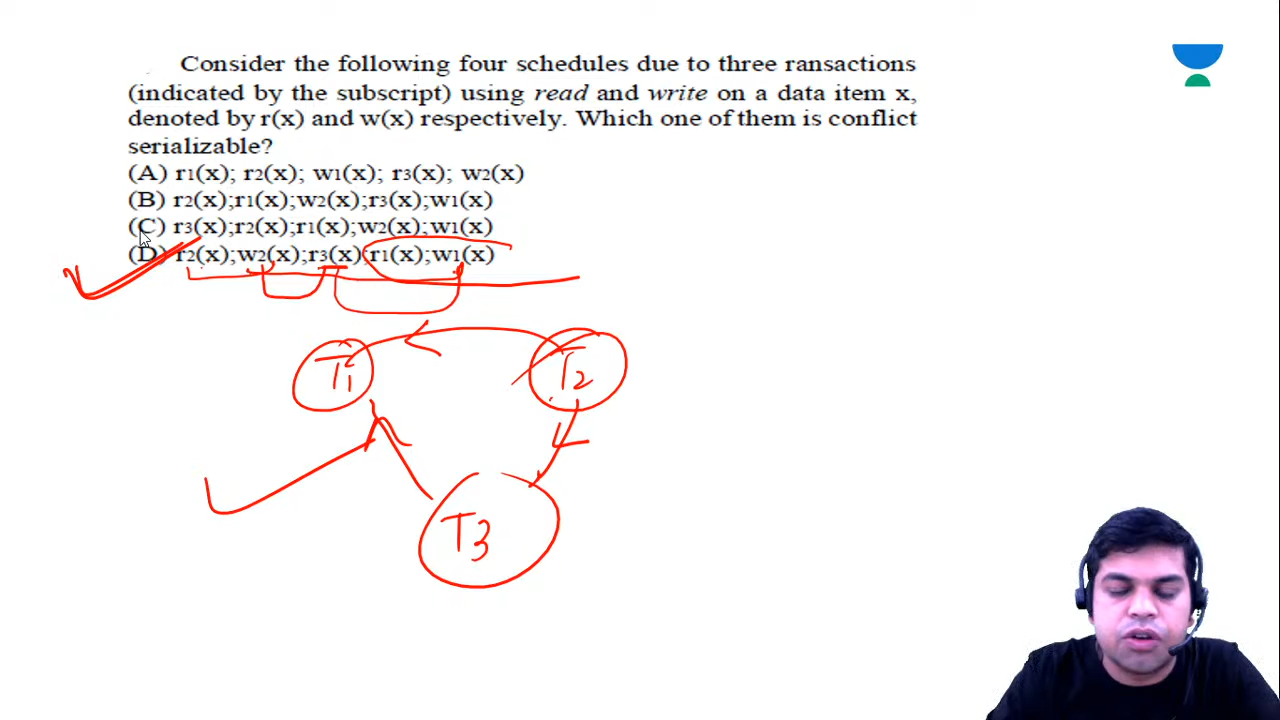 Consider the following four schedules due to three ransactions
(indicated by the subscript) using read and write on a data item x,
denoted by r(x) and w(x) respectively. Which one of them is conflict
serializable?
(A) r1(x); r2(x); w1(x); r3(x); w2(x)
(B) r2(x);r1(x);w2(x);r3(x);w1(x)
(C) r3(x);r2(x);r1(x);w2(x);w1(x)
(D) r2(x);w2(x);r3(x);r1(x);w1(x)
T1 T2
T3